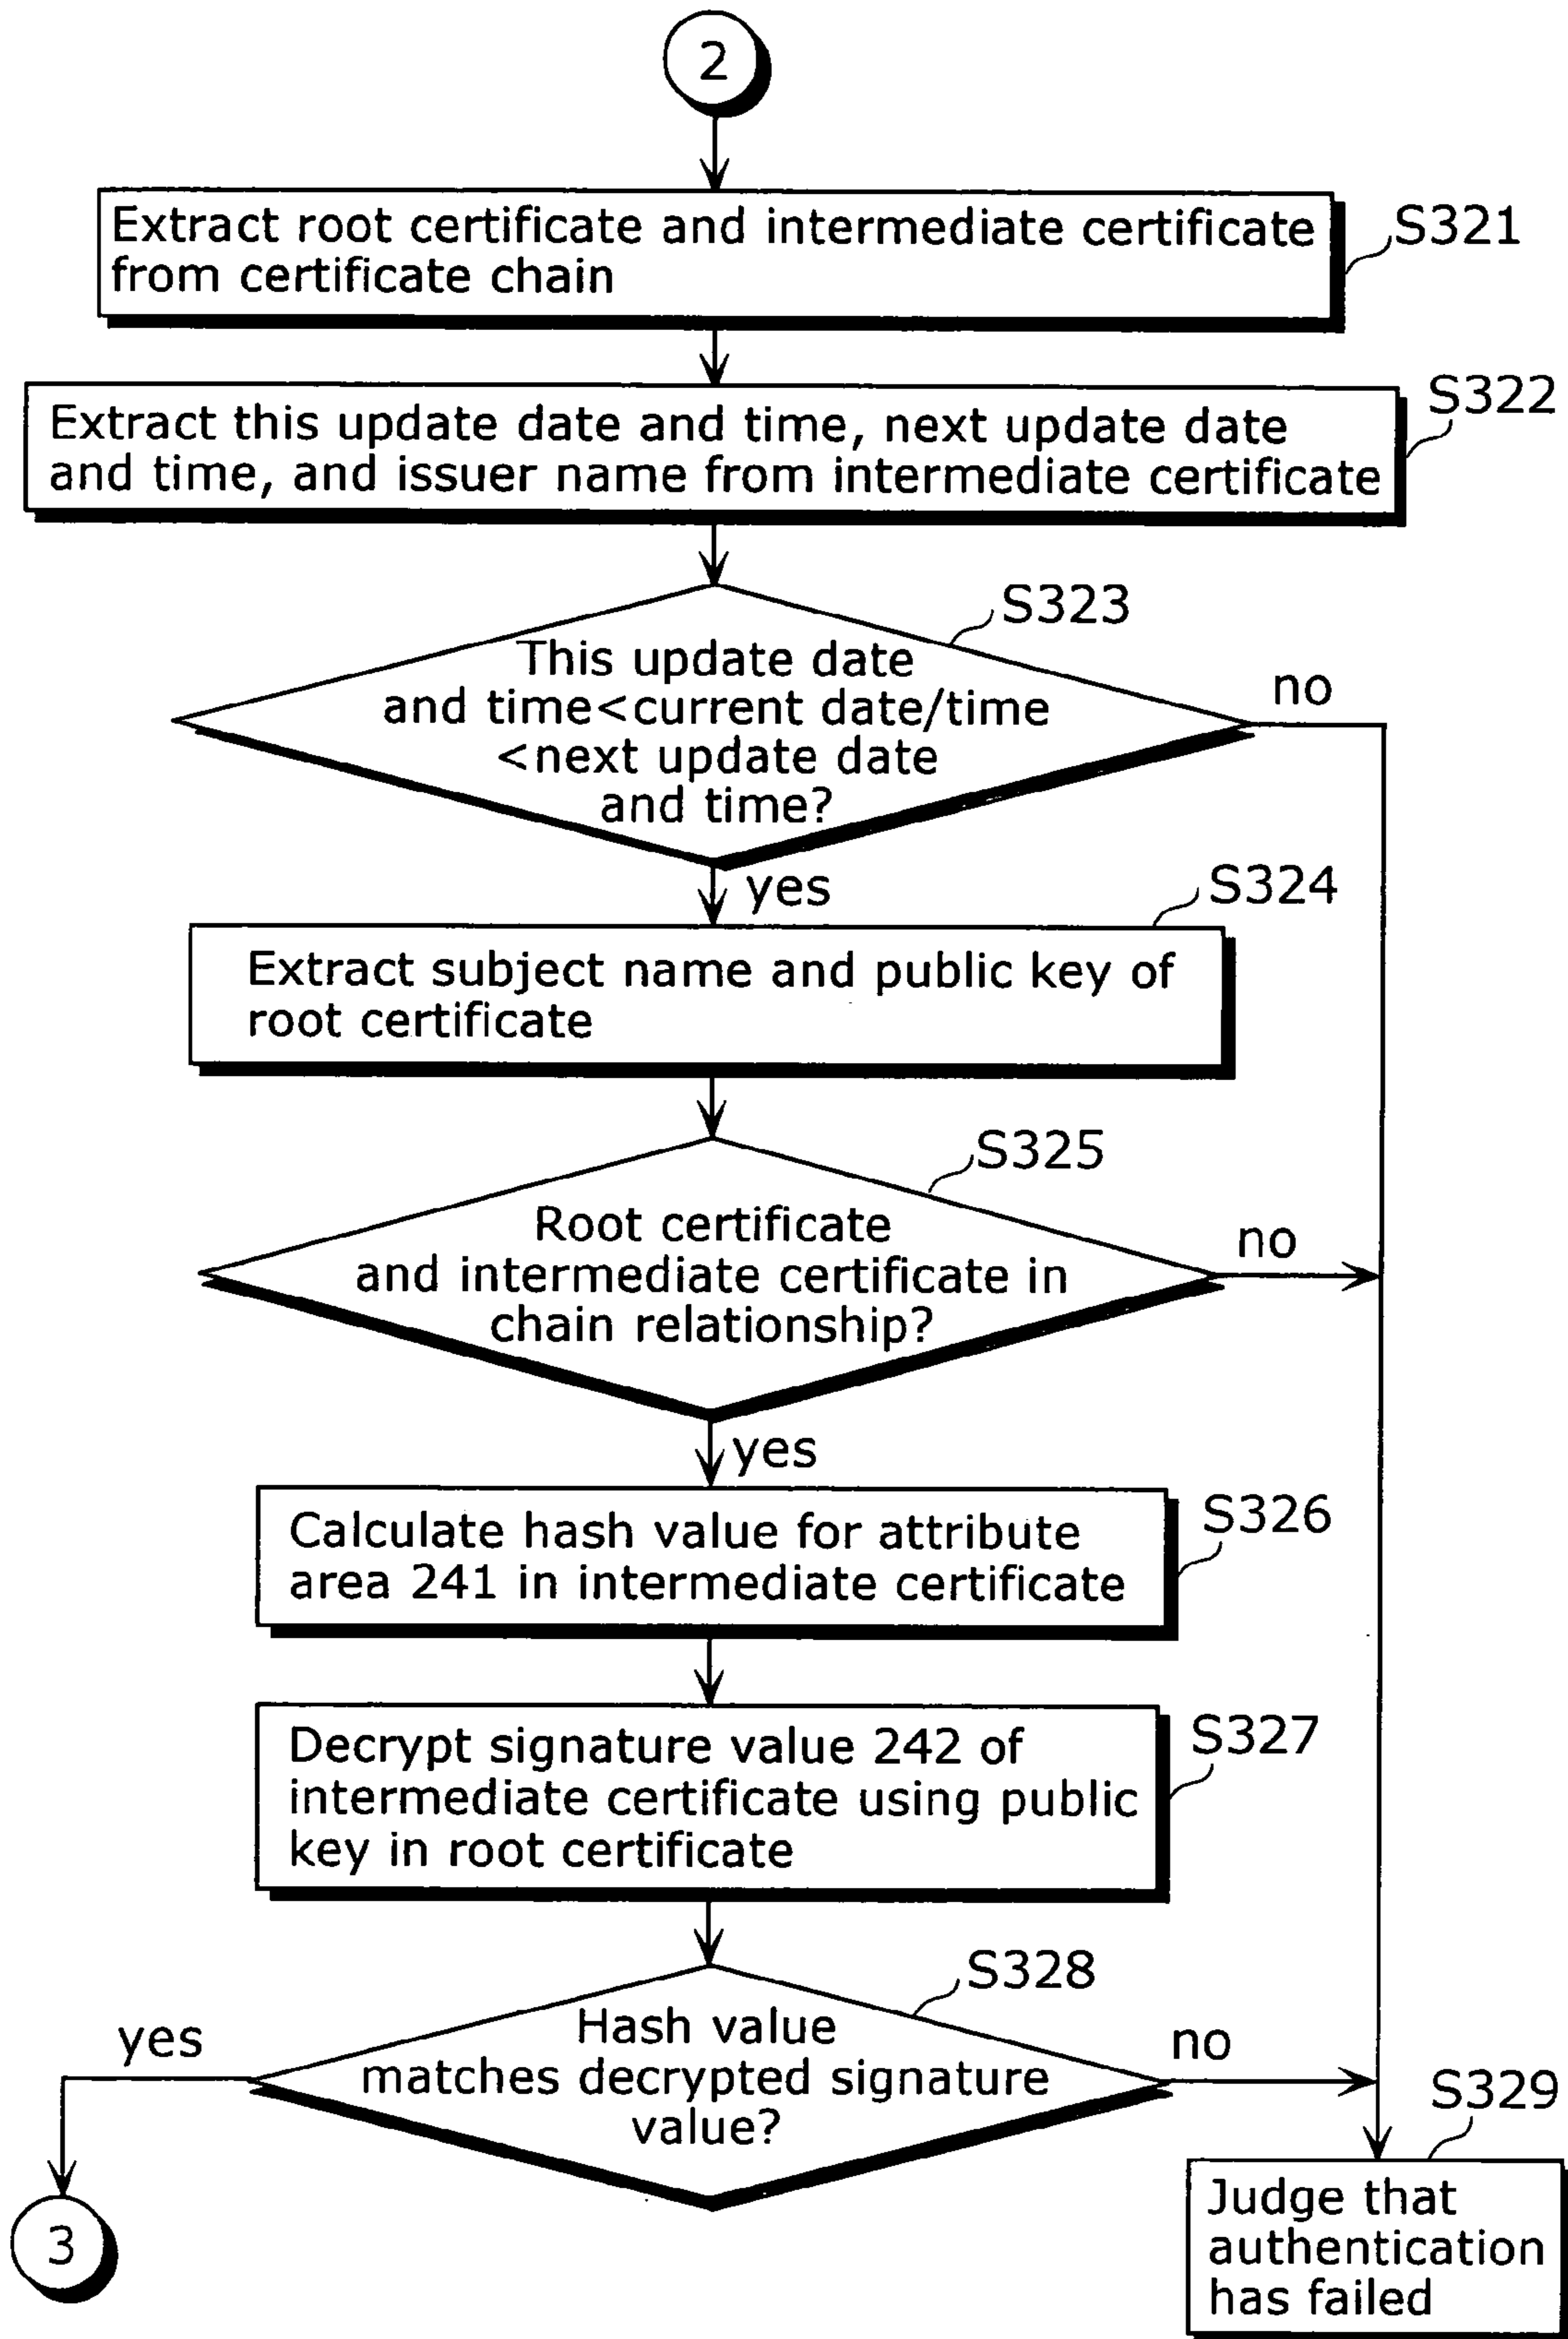 2
Extract root certificate and intermediate certificate
from certificate chain
S321
Extract this update date and time, next update date
and time, and issuer name from intermediate certificate
S322
S323
This update date
and time<current date/time
<next update date
and time?
no
yes
S324
Extract subject name and public key of
root certificate
S325
Root certificate
and intermediate certificate in
chain relationship?
no
yes
Calculate hash value for attribute
area 241 in intermediate certificate
S326
Decrypt signature value 242 of
intermediate certificate using public
key in root certificate
S327
S328
Hash value
matches decrypted signature
value?
yes
no
3
S329
Judge that
authentication
has failed